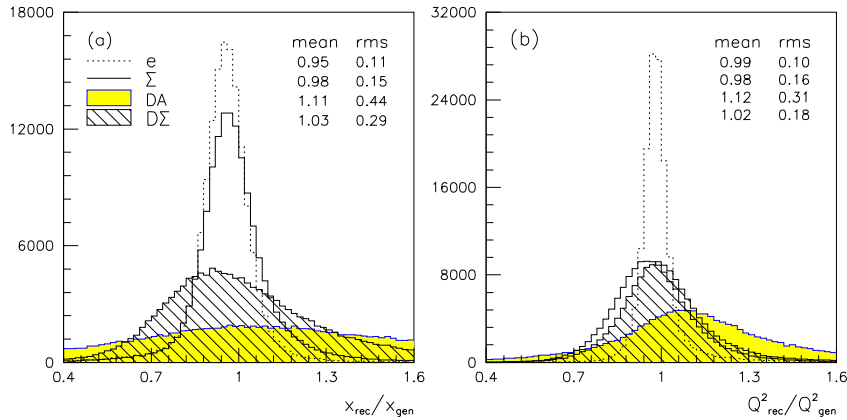 (a)
mean rms
e 0.95 0.11
Σ 0.98 0.15
DA 1.11 0.44
DΣ 1.03 0.29
18000
12000
6000
0
0.4 0.7 1 1.3 1.6
x_rec/x_gen
(b)
mean rms
0.99 0.10
0.98 0.16
1.12 0.31
1.02 0.18
32000
24000
16000
8000
0
0.4 0.7 1 1.3 1.6
Q²_rec/Q²_gen